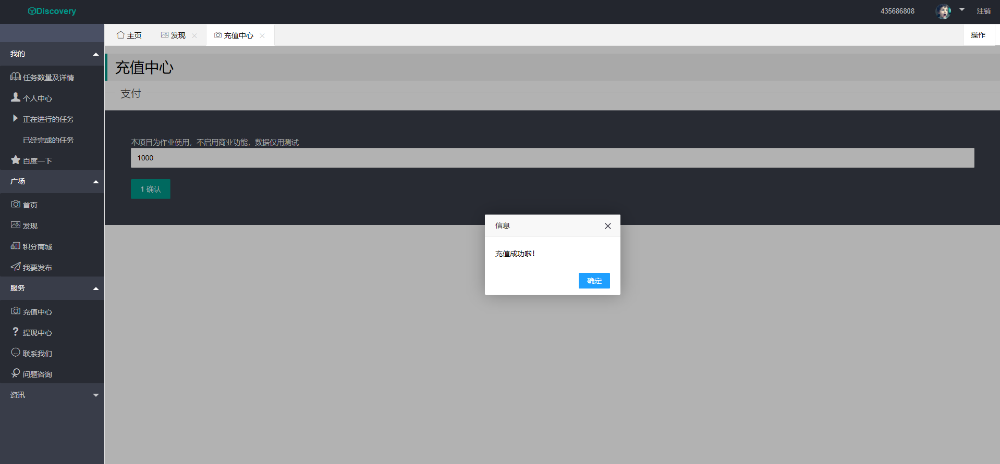 Discovery
435686808
注销
主页
发现
充值中心
操作
我的
任务数量及详情
个人中心
正在进行的任务
已经完成的任务
百度一下
广场
首页
发现
积分商城
我要发布
服务
充值中心
提现中心
联系我们
问题咨询
资讯
充值中心
支付
本项目为作业使用，不启用商业功能，数据仅用测试
1000
1 确认
信息
充值成功啦！
确定